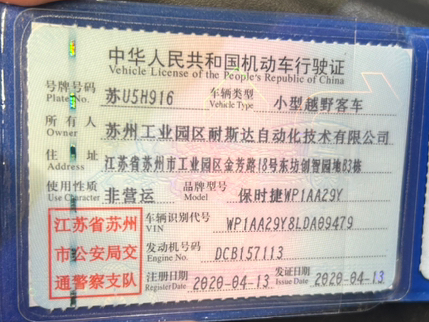 中华人民共和国机动车行驶证
Vehicle License of the People's Republic of China
号牌号码 苏U5H916 车辆类型 小型越野客车
Plate No. Vehicle Type
所有人 苏州工业园区耐斯达自动化技术有限公司
Owner
住址 江苏省苏州市工业园区金芳路18号东坊创智园地83栋
Address
使用性质 非营运 品牌型号 保时捷WP1AA29Y
Use Character Model
江苏省苏州 车辆识别代号 WP1AA29Y8LDA09479
VIN
市公安局交 发动机号码 DCB157113
Engine No.
通警察支队 注册日期 2020-04-13 发证日期 2020-04-13
Register Date Issue Date